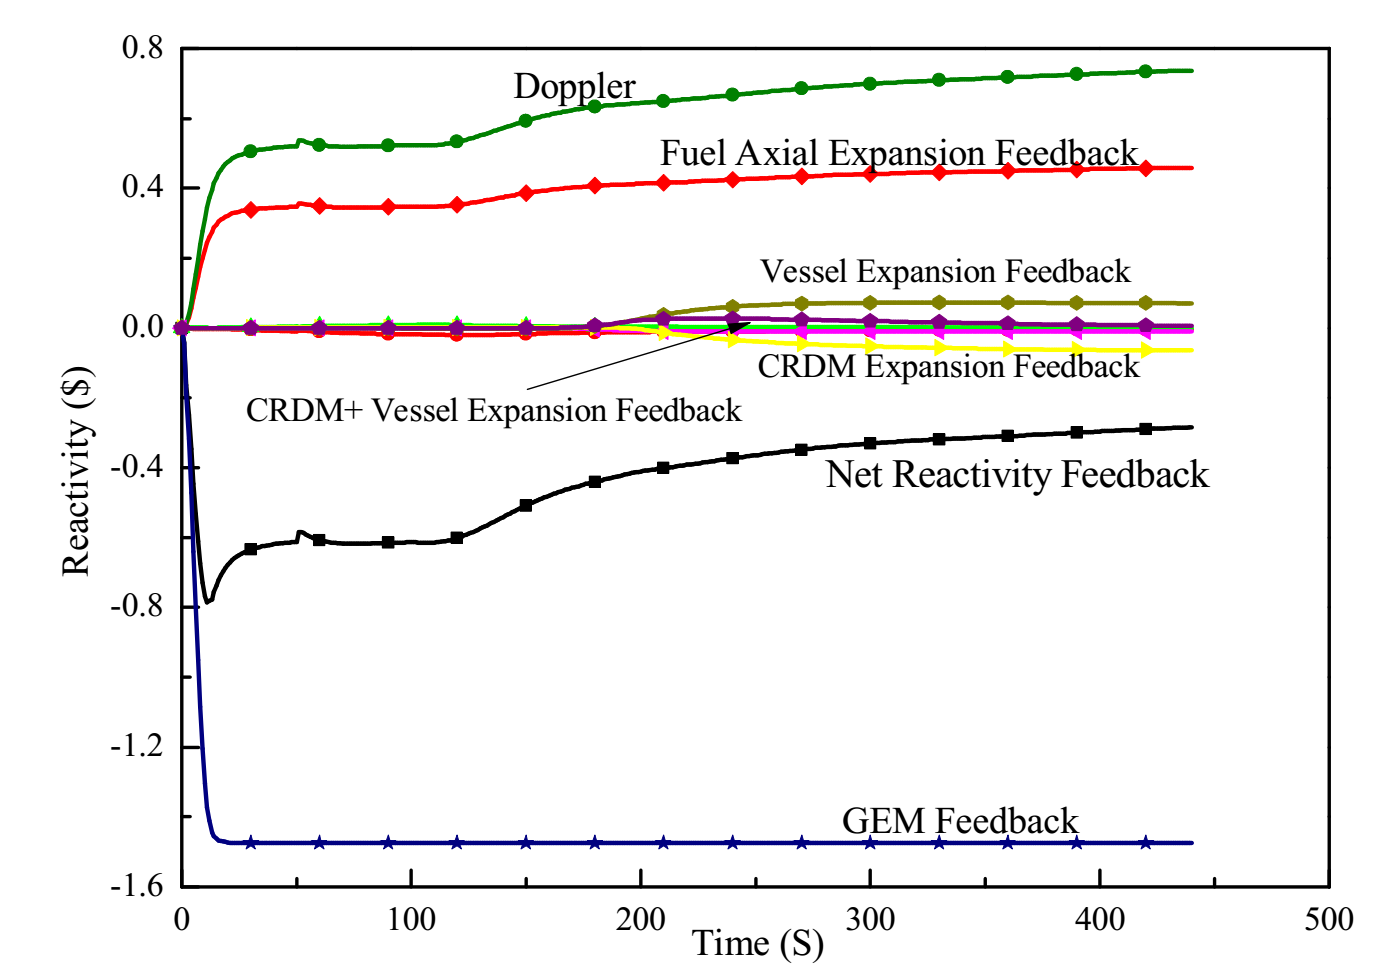 0.8
Doppler
Fuel Axial Expansion Feedback
0.4
Vessel Expansion Feedback
0.0
CRDM Expansion Feedback
CRDM+ Vessel Expansion Feedback
-0.4
Net Reactivity Feedback
Reactivity ($)
-0.8
-1.2
GEM Feedback
-1.6
0 100 200 300 400 500
Time (S)